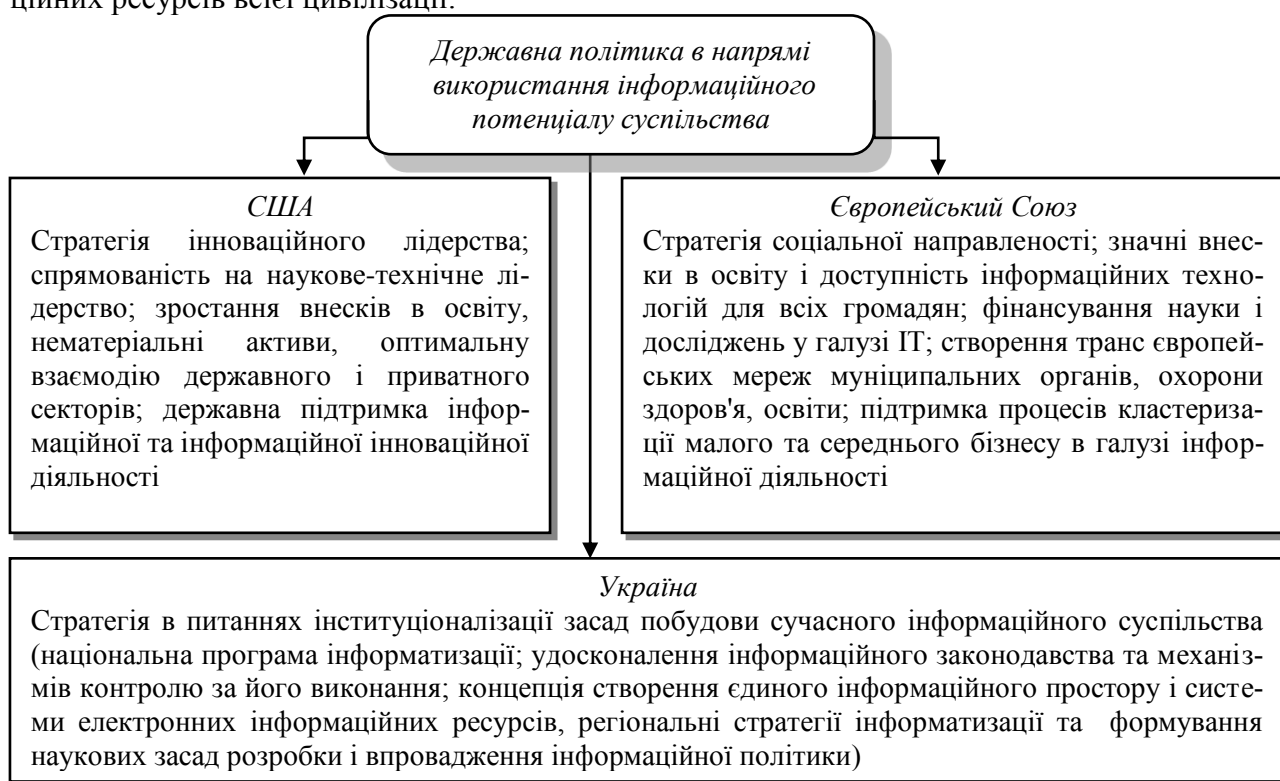 ційних ресурсів всієї цивілізації.
Державна політика в напрямі
використання інформаційного
потенціалу суспільства
США
Стратегія інноваційного лідерства;
спрямованість на наукове-технічне лі-
дерство; зростання внесків в освіту,
нематеріальні активи, оптимальну
взаємодію державного і приватного
секторів; державна підтримка інфор-
маційної та інформаційної інноваційної
діяльності
Європейський Союз
Стратегія соціальної направленості; значні внес-
ки в освіту і доступність інформаційних техно-
логій для всіх громадян; фінансування науки і
досліджень у галузі ІТ; створення транс європей-
ських мереж муніципальних органів, охорони
здоров'я, освіти; підтримка процесів кластериза-
ції малого та середнього бізнесу в галузі інфор-
маційної діяльності
Україна
Стратегія в питаннях інституціоналізації засад побудови сучасного інформаційного суспільства
(національна програма інформатизації; удосконалення інформаційного законодавства та механіз-
мів контролю за його виконання; концепція створення єдиного інформаційного простору і систе-
ми електронних інформаційних ресурсів, регіональні стратегії інформатизації та формування
наукових засад розробки і впровадження інформаційної політики)